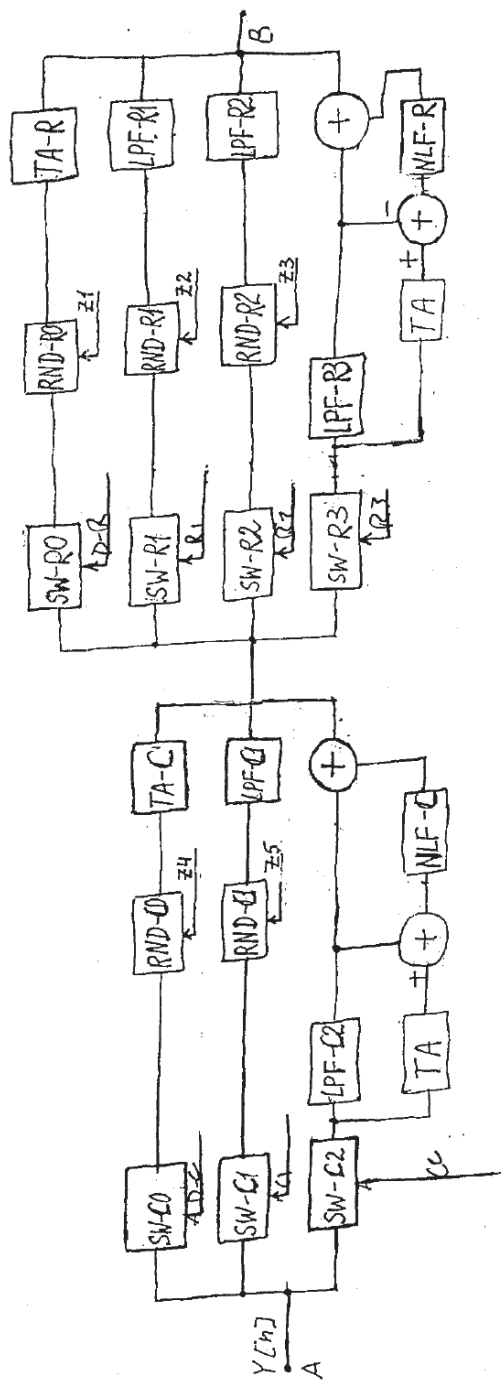 Y[n]
A
SW-C0
D-C
RND-C0
Z4
TA-C
SW-C1
C1
RND-C1
Z5
LPF-C1
SW-C2
LPF-C2
+
TA
+
+
NLF-C
SW-R0
D-R
RND-R0
Z1
TA-R
SW-R1
R1
RND-R1
Z2
LPF-R1
SW-R2
RND-R2
Z3
LPF-R2
B
SW-R3
R3
LPF-R3
+
TA
+
-
+
NLF-R